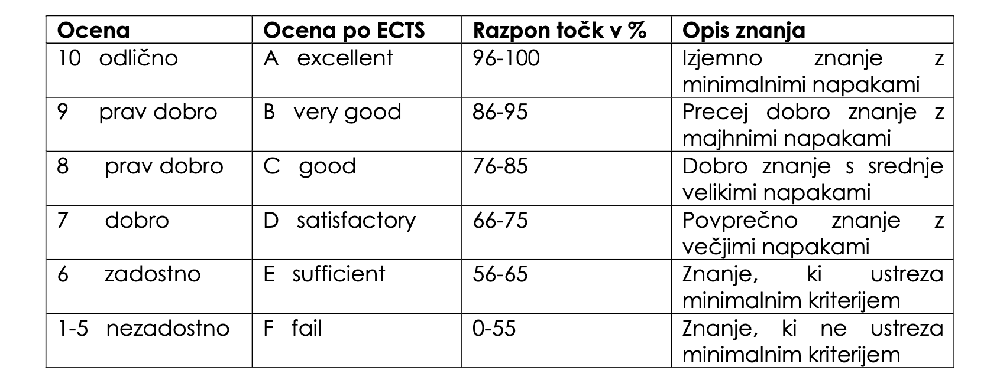 Ocena Ocena po ECTS Razpon točk v % Opis znanja
10 odlično A excellent 96-100 Izjemno znanje z
minimalnimi napakami
9 prav dobro B very good 86-95 Precej dobro znanje z
majhnimi napakami
8 prav dobro C good 76-85 Dobro znanje s srednje
velikimi napakami
7 dobro D satisfactory 66-75 Povprečno znanje z
večjimi napakami
6 zadostno E sufficient 56-65 Znanje, ki ustreza
minimalnim kriterijem
1-5 nezadostno F fail 0-55 Znanje, ki ne ustreza
minimalnim kriterijem